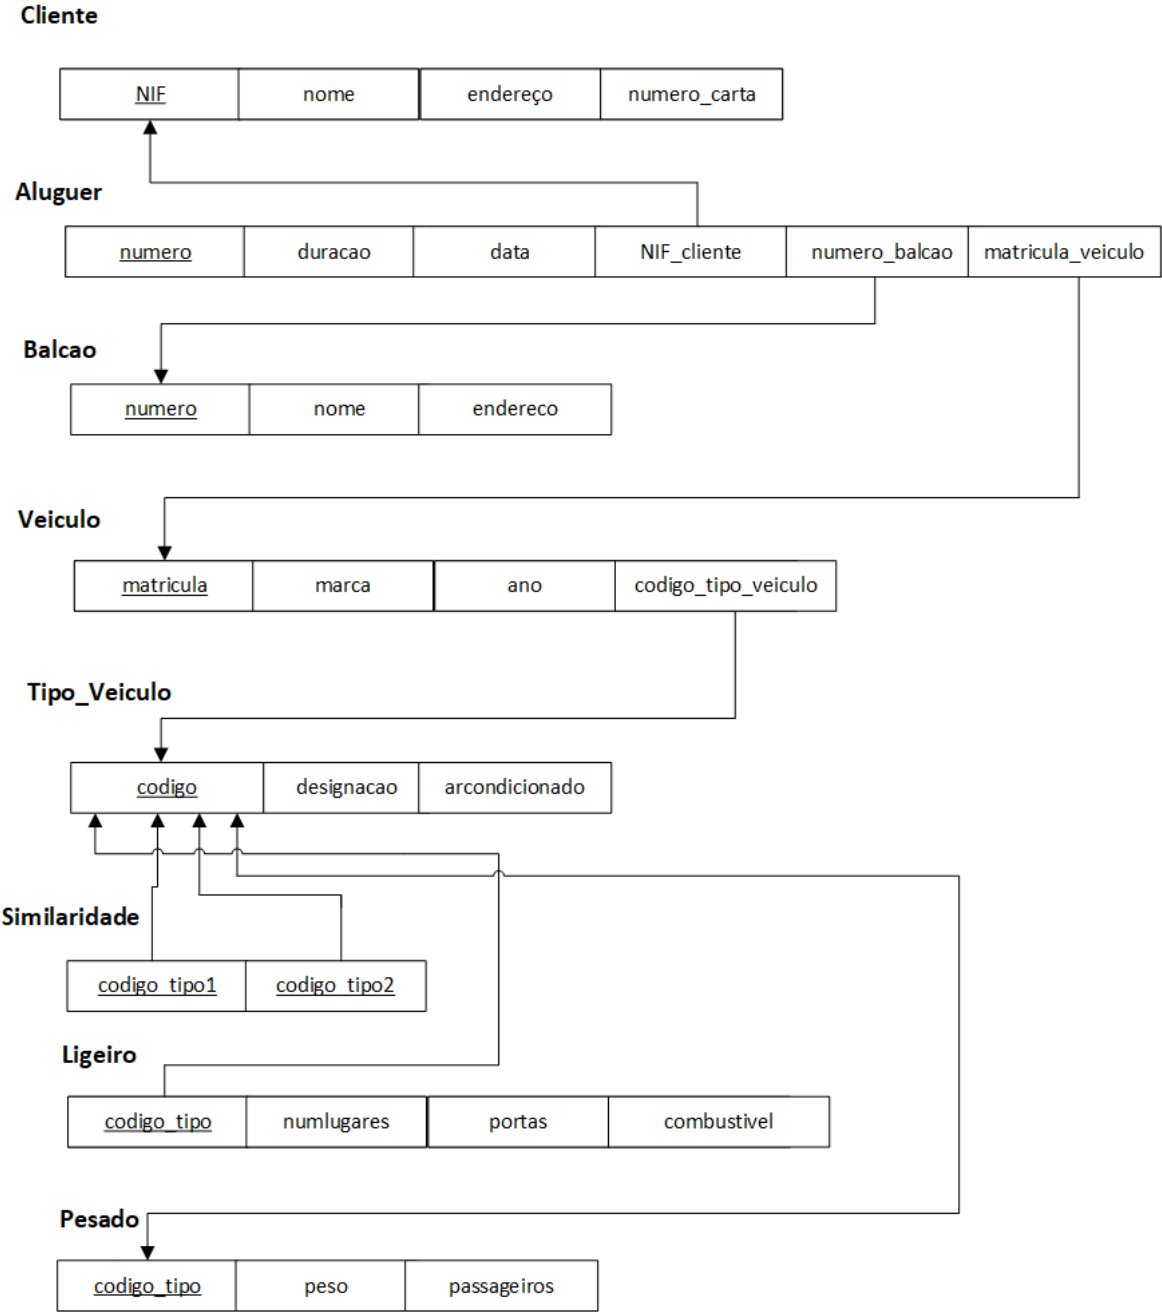 Cliente
NIF nome endereço numero_carta
Aluguer
numero duracao data NIF_cliente numero_balcao matricula_veiculo
Balcao
numero nome endereco
Veiculo
matricula marca ano codigo_tipo_veiculo
Tipo_Veiculo
codigo designacao arcondicionado
Similaridade
codigo_tipo1 codigo_tipo2
Ligeiro
codigo_tipo numlugares portas combustivel
Pesado
codigo_tipo peso passageiros